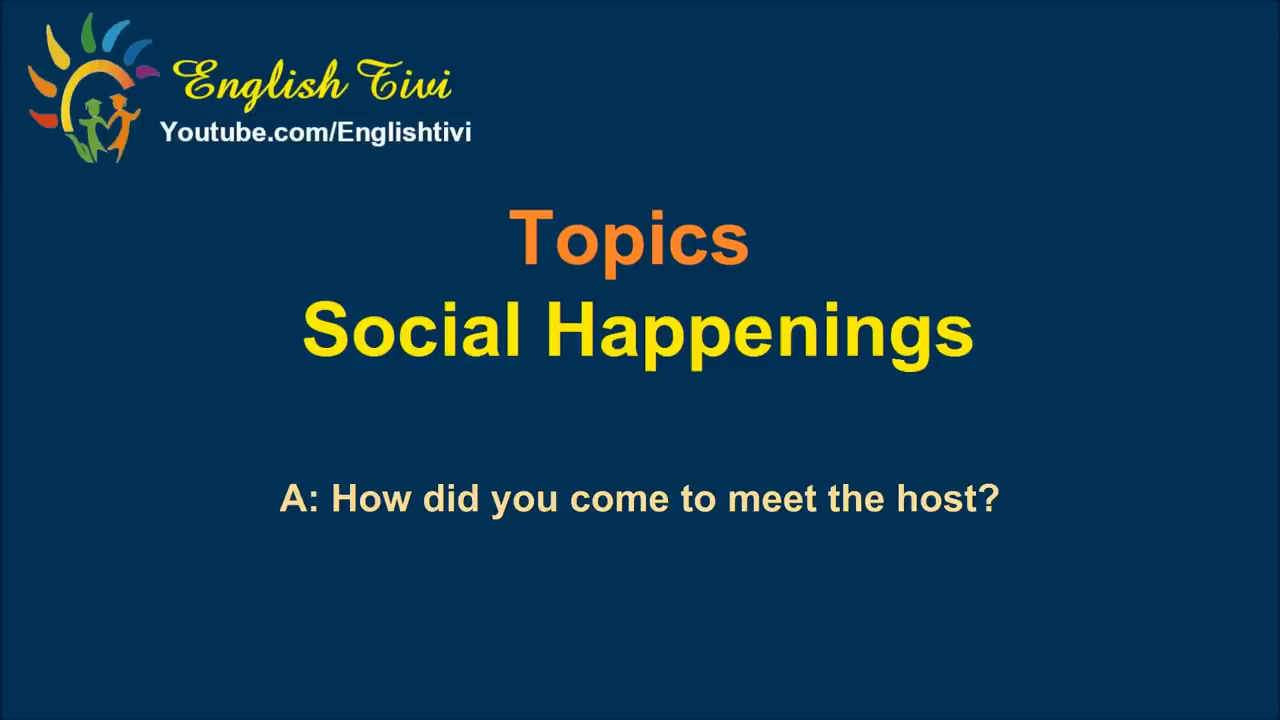 English Tivi
Youtube.com/Englishtivi
Topics
Social Happenings
A: How did you come to meet the host?